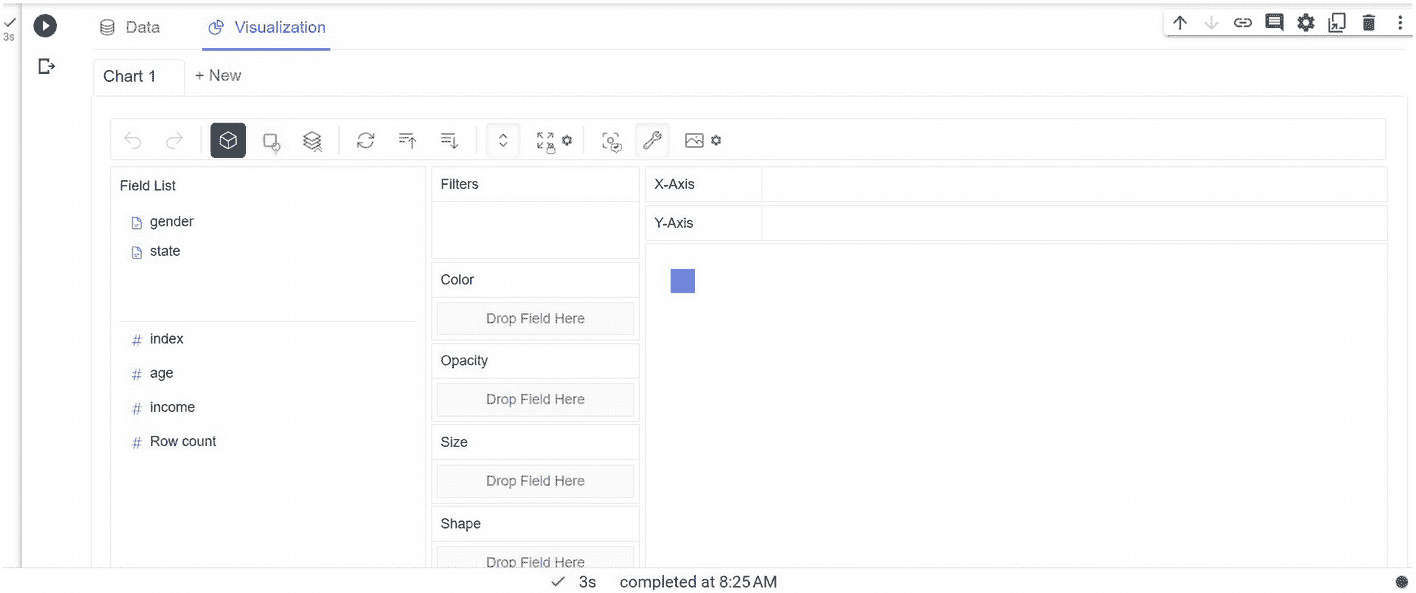 3s
Data Visualization
Chart 1 + New
Field List
gender
state
# index
# age
# income
# Row count
Filters
Color
Drop Field Here
Opacity
Drop Field Here
Size
Drop Field Here
Shape
Drop Field Here
X-Axis
Y-Axis
3s completed at 8:25 AM